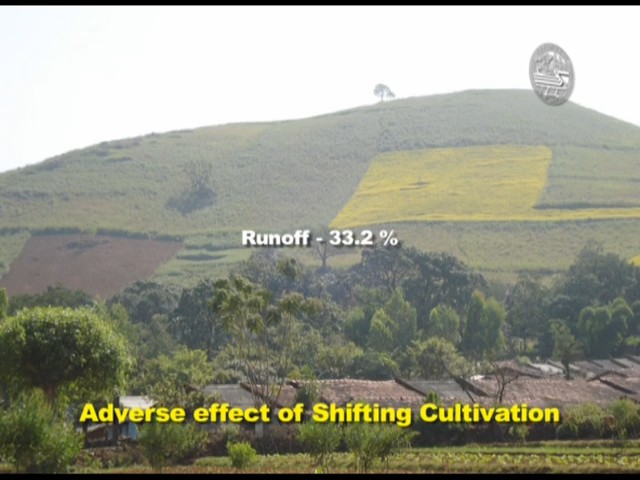 Runoff - 33.2 %
Adverse effect of Shifting Cultivation